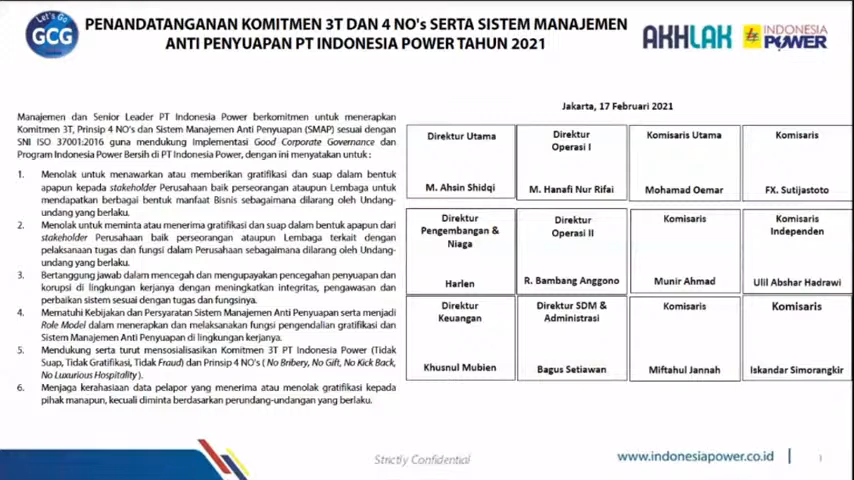 Let's Go
GCG
PENANDATANGANAN KOMITMEN 3T DAN 4 NO's SERTA SISTEM MANAJEMEN
ANTI PENYUAPAN PT INDONESIA POWER TAHUN 2021
AKHLAK
INDONESIA
POWER
Manajemen dan Senior Leader PT Indonesia Power berkomitmen untuk menerapkan
Komitmen 3T, Prinsip 4 NO's dan Sistem Manajemen Anti Penyuapan (SMAP) sesuai dengan
SNI ISO 37001:2016 guna mendukung Implementasi Good Corporate Governance dan
Program Indonesia Power Bersih di PT Indonesia Power, dengan ini menyatakan untuk :
1. Menolak untuk menawarkan atau memberikan gratifikasi dan suap dalam bentuk
apapun kepada stakeholder Perusahaan baik perseorangan ataupun Lembaga untuk
mendapatkan berbagai bentuk manfaat Bisnis sebagaimana dilarang oleh Undang-
undang yang berlaku.
2. Menolak untuk meminta atau menerima gratifikasi dan suap dalam bentuk apapun dari
stakeholder Perusahaan baik perseorangan ataupun Lembaga terkait dengan
pelaksanaan tugas dan fungsi dalam Perusahaan sebagaimana dilarang oleh Undang-
undang yang berlaku.
3. Bertanggung jawab dalam mencegah dan mengupayakan pencegahan penyuapan dan
korupsi di lingkungan kerjanya dengan meningkatkan integritas, pengawasan dan
perbaikan sistem sesuai dengan tugas dan fungsinya.
4. Mematuhi Kebijakan dan Persyaratan Sistem Manajemen Anti Penyuapan serta menjadi
Role Model dalam menerapkan dan melaksanakan fungsi pengendalian gratifikasi dan
Sistem Manajemen Anti Penyuapan di lingkungan kerjanya.
5. Mendukung serta turut mensosialisasikan Komitmen 3T PT Indonesia Power (Tidak
Suap, Tidak Gratifikasi, Tidak Fraud) dan Prinsip 4 NO's ( No Bribery, No Gift, No Kick Back,
No Luxurious Hospitality ).
6. Menjaga kerahasiaan data pelapor yang menerima atau menolak gratifikasi kepada
pihak manapun, kecuali diminta berdasarkan perundang-undangan yang berlaku.
Jakarta, 17 Februari 2021
Direktur Utama
M. Ahsin Shidqi
Direktur
Operasi I
M. Hanafi Nur Rifai
Komisaris Utama
Mohamad Oemar
Komisaris
FX. Sutijastoto
Direktur
Pengembangan &
Niaga
Harlen
Direktur
Operasi II
R. Bambang Anggono
Komisaris
Munir Ahmad
Komisaris
Independen
Ulil Abshar Hadrawi
Direktur
Keuangan
Khusnul Mubien
Direktur SDM &
Administrasi
Bagus Setiawan
Komisaris
Miftahul Jannah
Komisaris
Iskandar Simorangkir
Strictly Confidential
www.indonesiapower.co.id